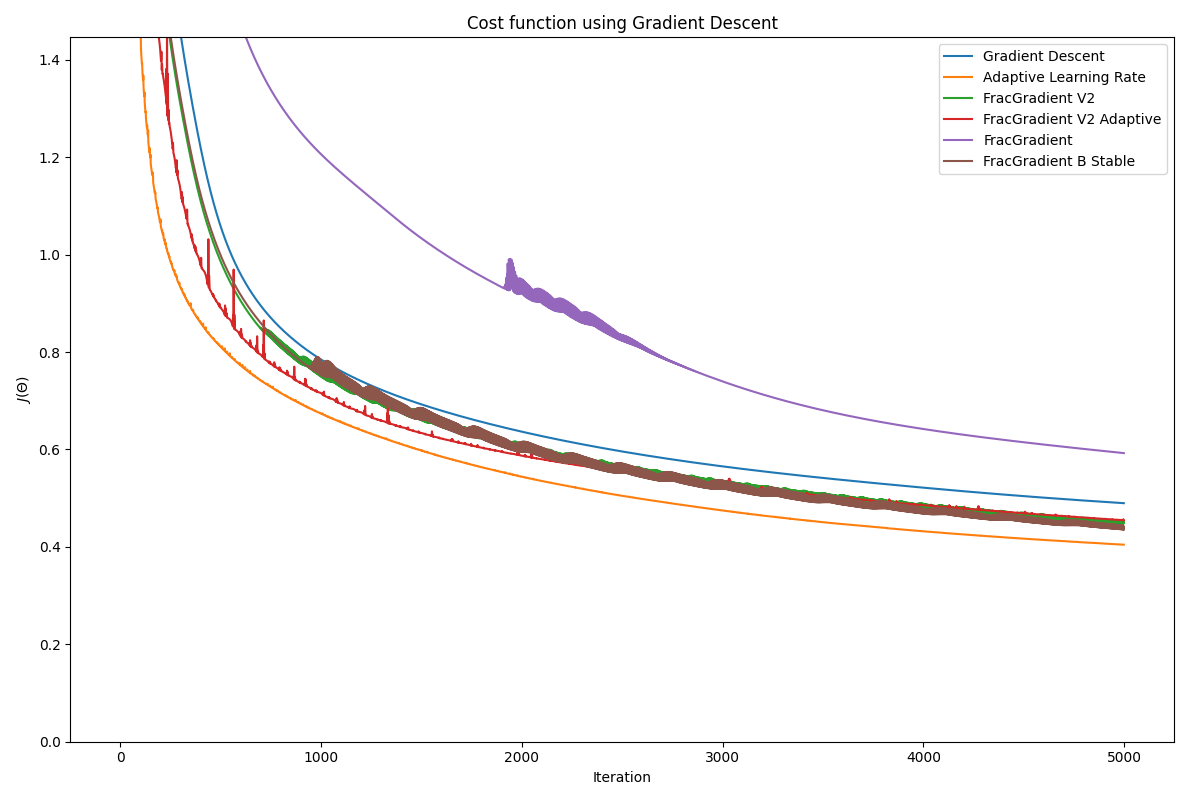 Cost function using Gradient Descent
Gradient Descent
Adaptive Learning Rate
FracGradient V2
FracGradient V2 Adaptive
FracGradient
FracGradient B Stable
J(Θ)
1.4
1.2
1.0
0.8
0.6
0.4
0.2
0.0
0 1000 2000 3000 4000 5000
Iteration